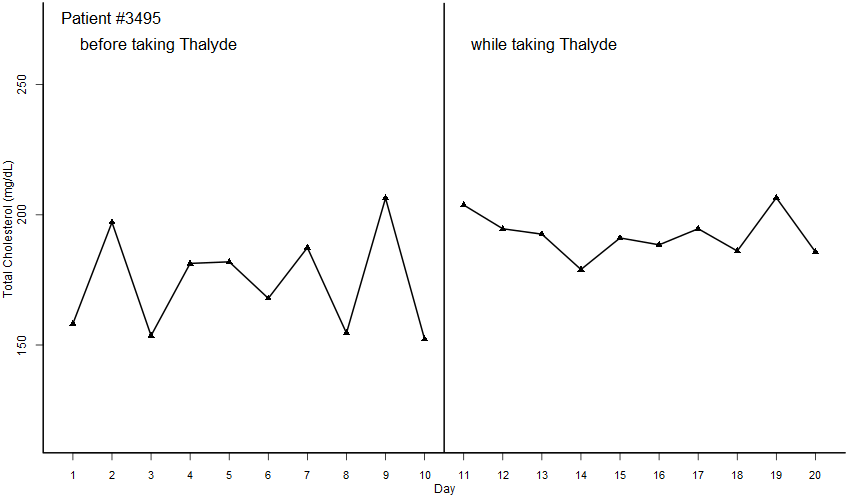 Patient #3495
before taking Thalyde
while taking Thalyde
Total Cholesterol (mg/dL)
250
200
150
1 2 3 4 5 6 7 8 9 10 11 12 13 14 15 16 17 18 19 20
Day